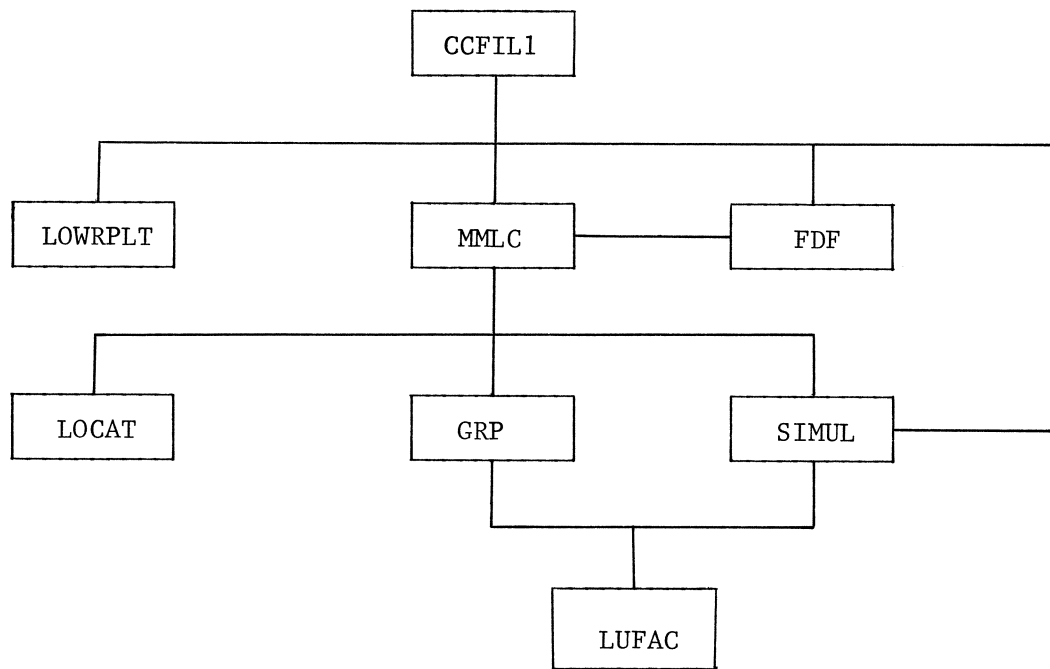 CCFIL1
LOWRPLT
MMLC
FDF
LOCAT
GRP
SIMUL
LUFAC